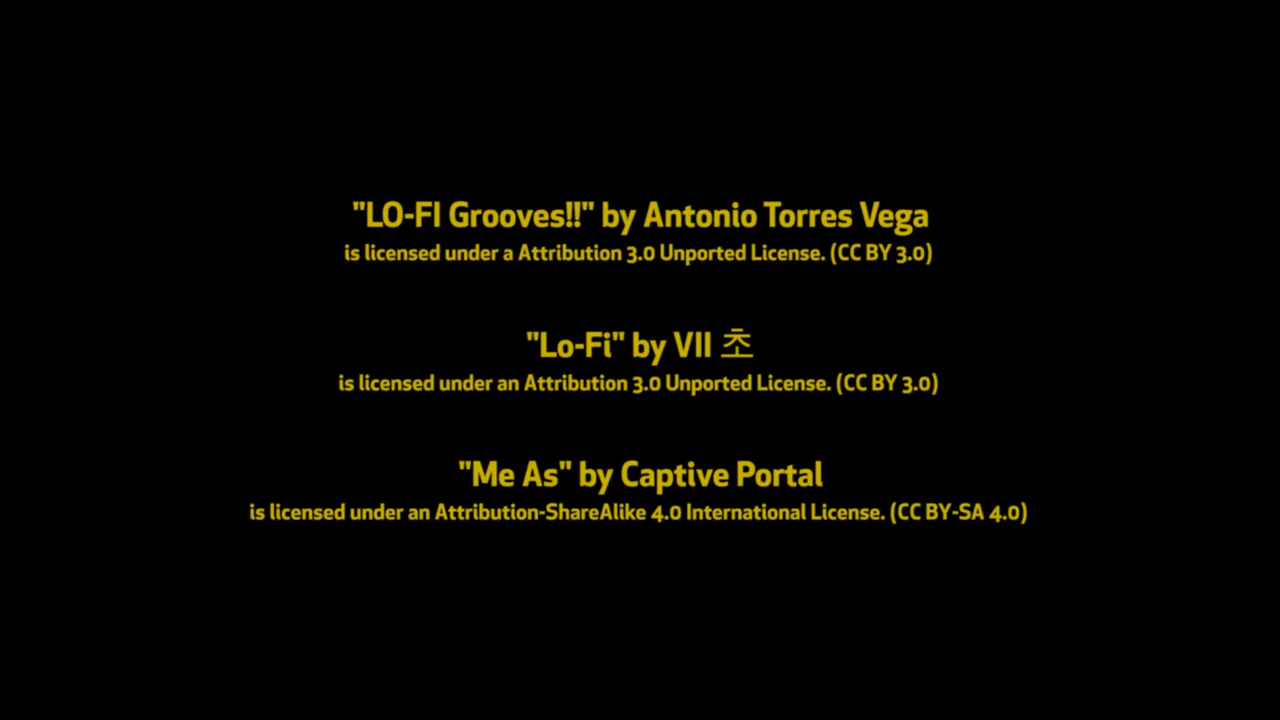 "LO-FI Grooves!!" by Antonio Torres Vega
is licensed under a Attribution 3.0 Unported License. (CC BY 3.0)
"Lo-Fi" by VII 초
is licensed under an Attribution 3.0 Unported License. (CC BY 3.0)
"Me As" by Captive Portal
is licensed under an Attribution-ShareAlike 4.0 International License. (CC BY-SA 4.0)